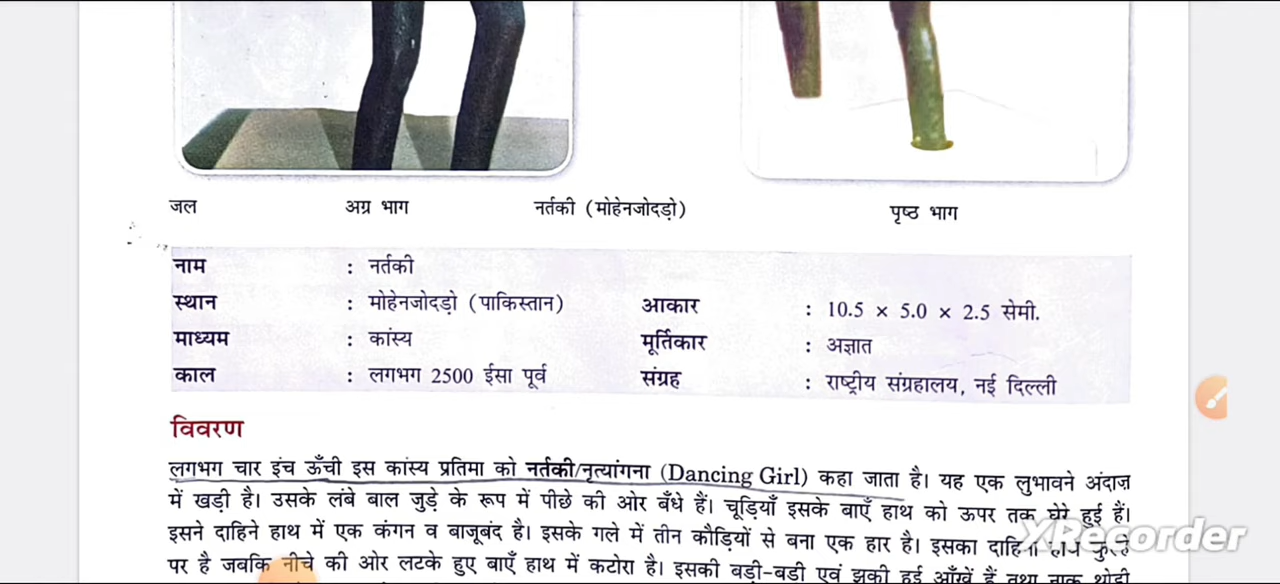 जल अग्र भाग नर्तकी (मोहेनजोदड़ो) पृष्ठ भाग
नाम : नर्तकी
स्थान : मोहेनजोदड़ो (पाकिस्तान) आकार : 10.5 × 5.0 × 2.5 सेमी.
माध्यम : कांस्य मूर्तिकार : अज्ञात
काल : लगभग 2500 ईसा पूर्व संग्रह : राष्ट्रीय संग्रहालय, नई दिल्ली
विवरण
लगभग चार इंच ऊँची इस कांस्य प्रतिमा को नर्तकी/नृत्यांगना (Dancing Girl) कहा जाता है। यह एक लुभावने अंदाज़
में खड़ी है। उसके लंबे बाल जुड़े के रूप में पीछे की ओर बँधे हैं। चूड़ियाँ इसके बाएँ हाथ को ऊपर तक घेरे हुई हैं।
इसने दाहिने हाथ में एक कंगन व बाजूबंद है। इसके गले में तीन कौड़ियों से बना एक हार है। इसका
पर है जबकि नीचे की ओर लटके हुए बाएँ हाथ में कटोरा है। इसकी बड़ी-बड़ी एवं झुकी हुई आँखें हैं तथा नाक थोड़ी
XRecorder